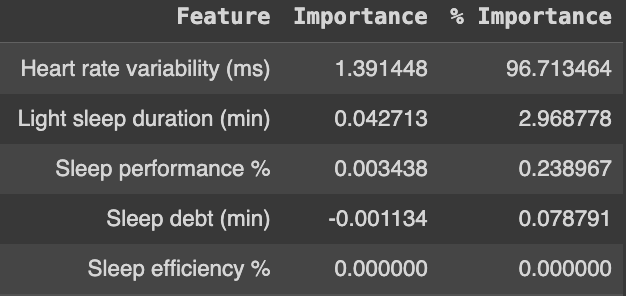 Feature Importance % Importance
Heart rate variability (ms) 1.391448 96.713464
Light sleep duration (min) 0.042713 2.968778
Sleep performance % 0.003438 0.238967
Sleep debt (min) -0.001134 0.078791
Sleep efficiency % 0.000000 0.000000